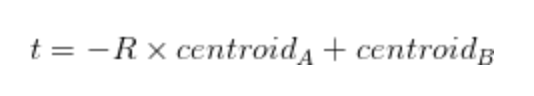 t = −R × centroid_A + centroid_B